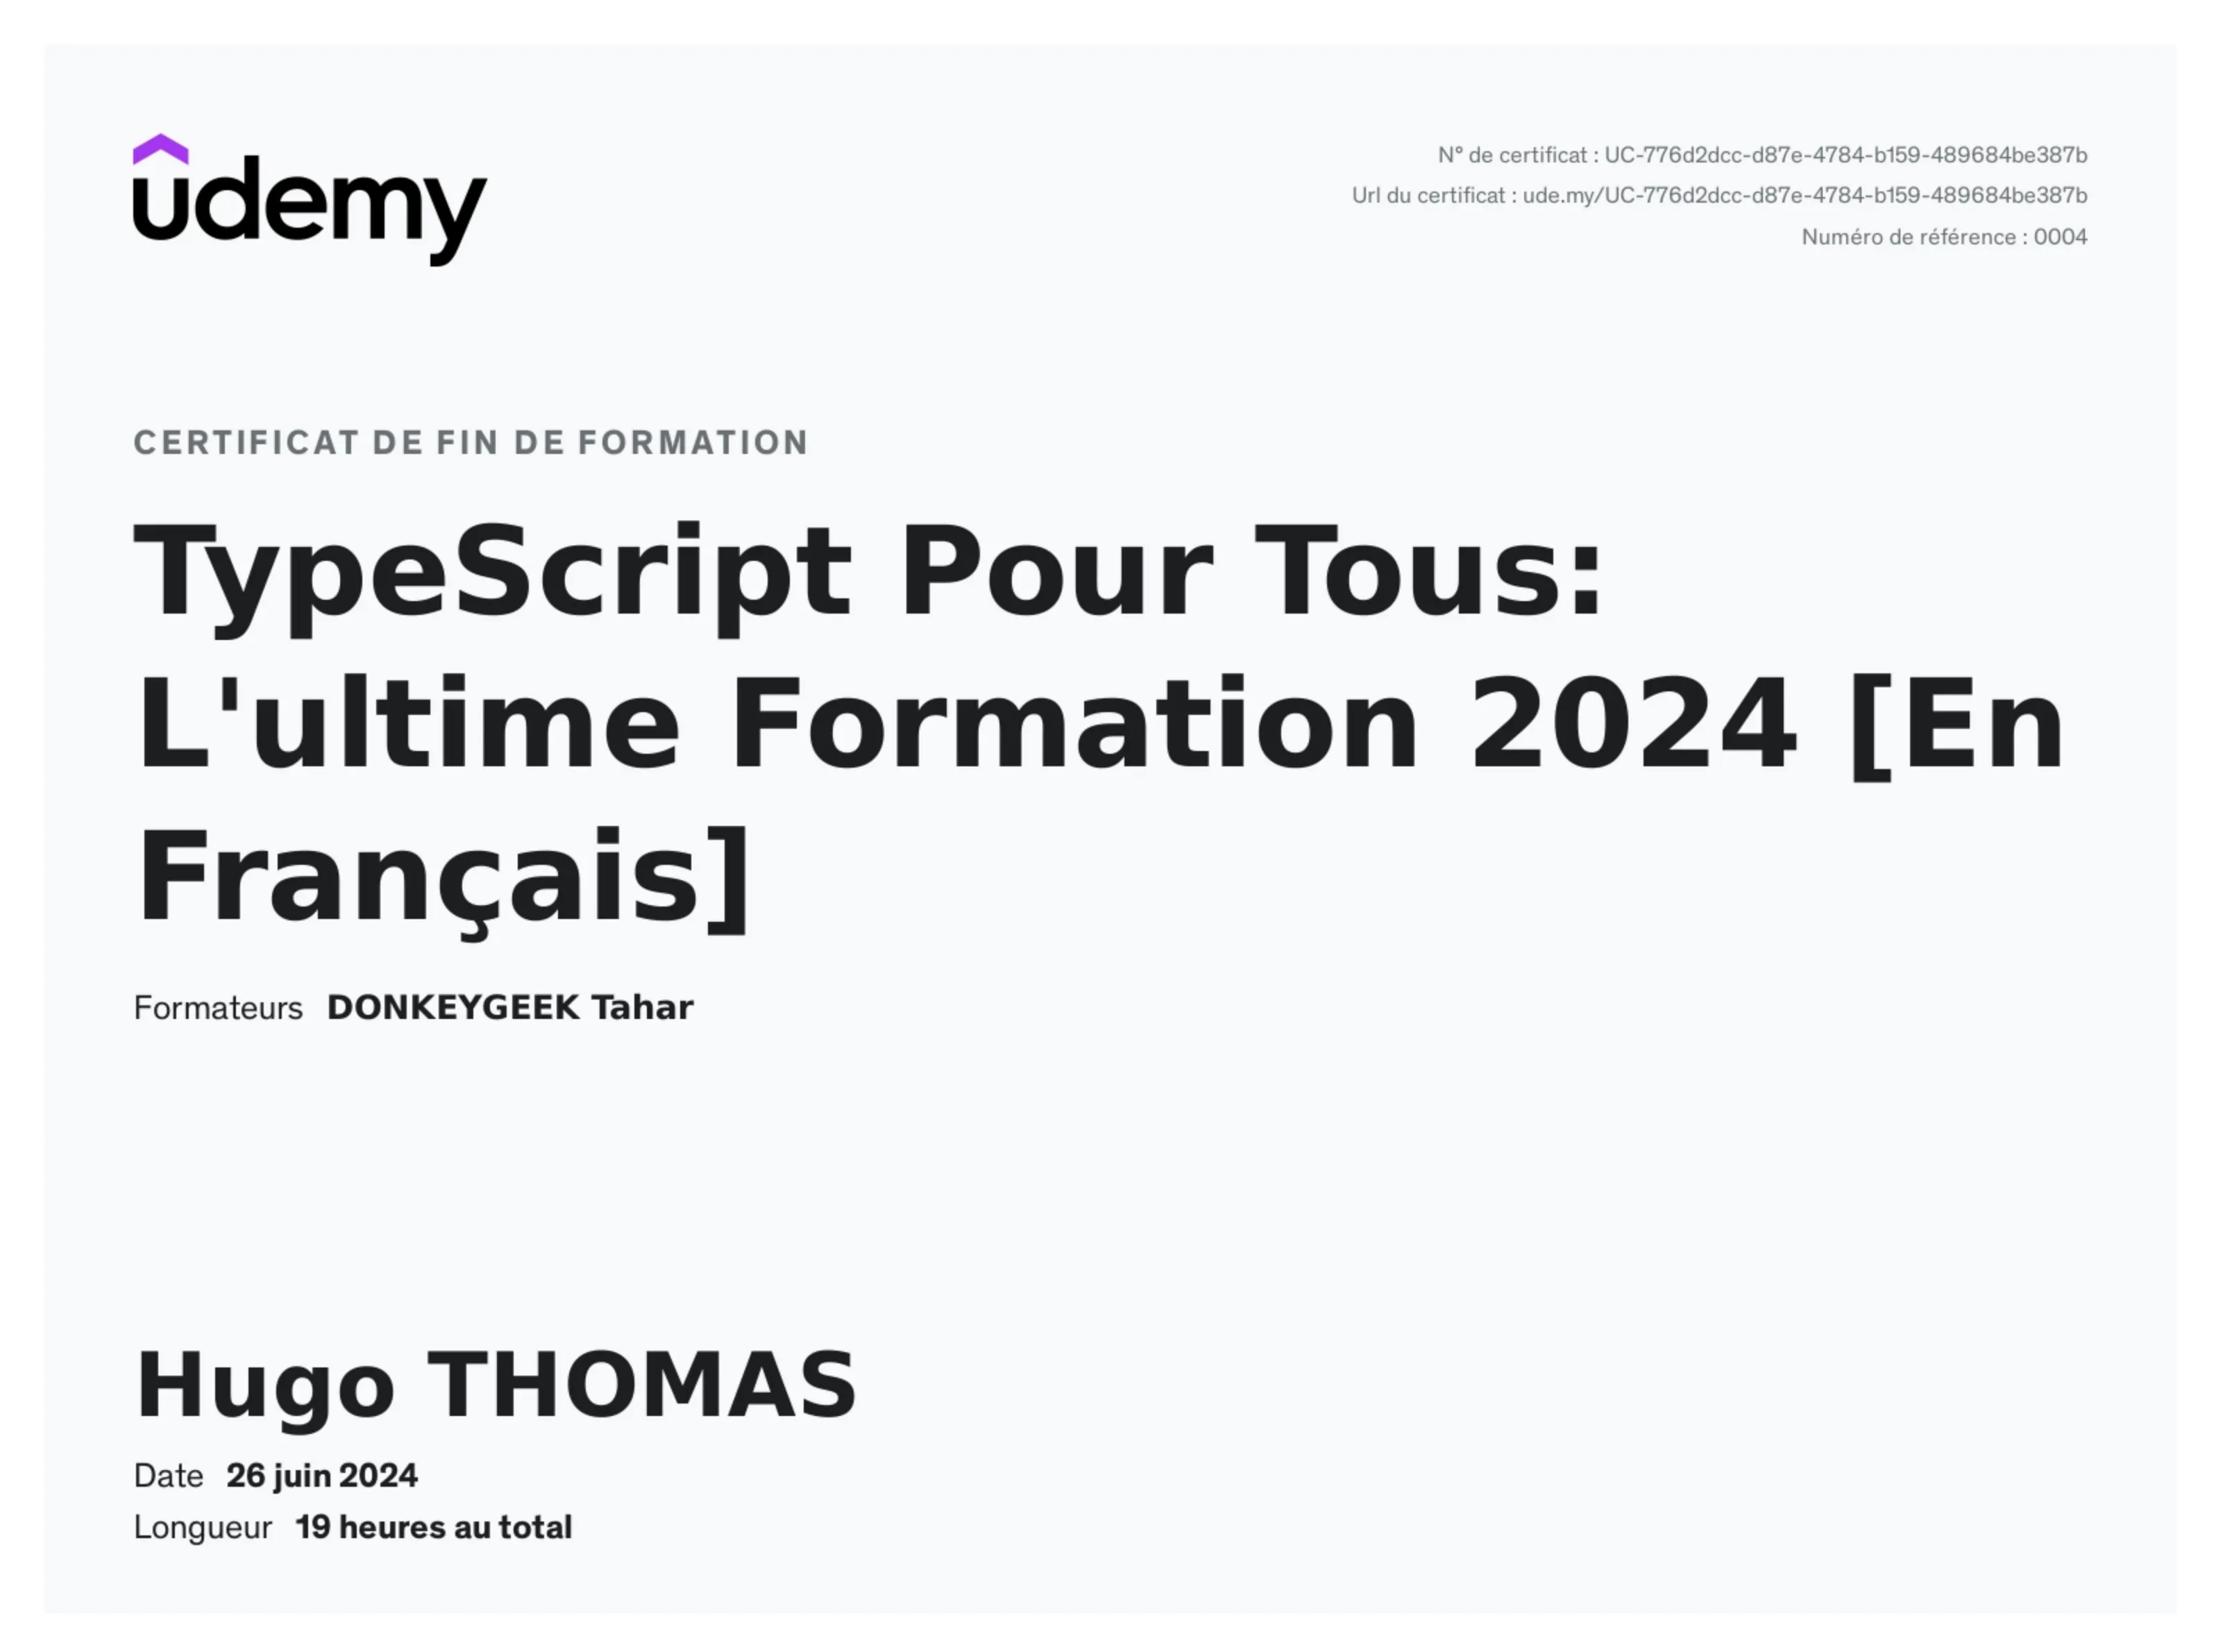 udemy
N° de certificat : UC-776d2dcc-d87e-4784-b159-489684be387b
Url du certificat : ude.my/UC-776d2dcc-d87e-4784-b159-489684be387b
Numéro de référence : 0004
CERTIFICAT DE FIN DE FORMATION
TypeScript Pour Tous:
L'ultime Formation 2024 [En
Français]
Formateurs DONKEYGEEK Tahar
Hugo THOMAS
Date 26 juin 2024
Longueur 19 heures au total